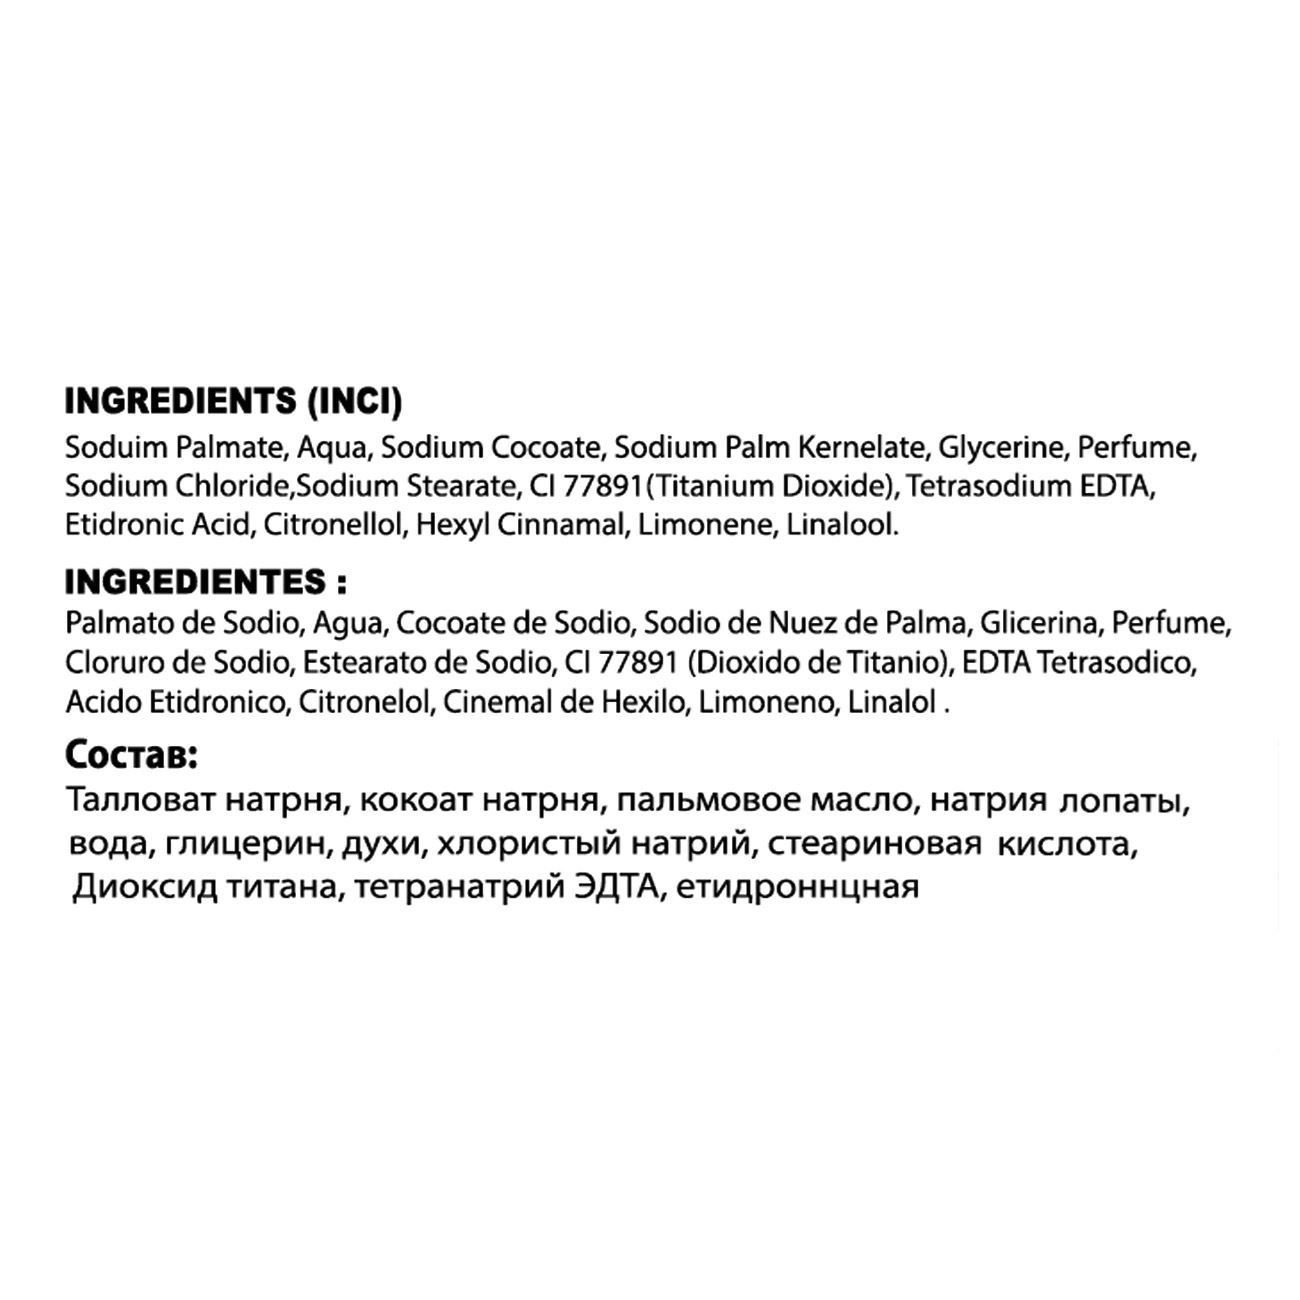 INGREDIENTS (INCI)
Soduim Palmate, Aqua, Sodium Cocoate, Sodium Palm Kernelate, Glycerine, Perfume,
Sodium Chloride,Sodium Stearate, CI 77891(Titanium Dioxide), Tetrasodium EDTA,
Etidronic Acid, Citronellol, Hexyl Cinnamal, Limonene, Linalool.
INGREDIENTES :
Palmato de Sodio, Agua, Cocoate de Sodio, Sodio de Nuez de Palma, Glicerina, Perfume,
Cloruro de Sodio, Estearato de Sodio, CI 77891 (Dioxido de Titanio), EDTA Tetrasodico,
Acido Etidronico, Citronelol, Cinemal de Hexilo, Limoneno, Linalol .
Состав:
Талловат натрня, кокоат натрня, пальмовое масло, натрия лопаты,
вода, глицерин, духи, хлористый натрий, стеариновая кислота,
Диоксид титана, тетранатрий ЭДТА, етидроннцная